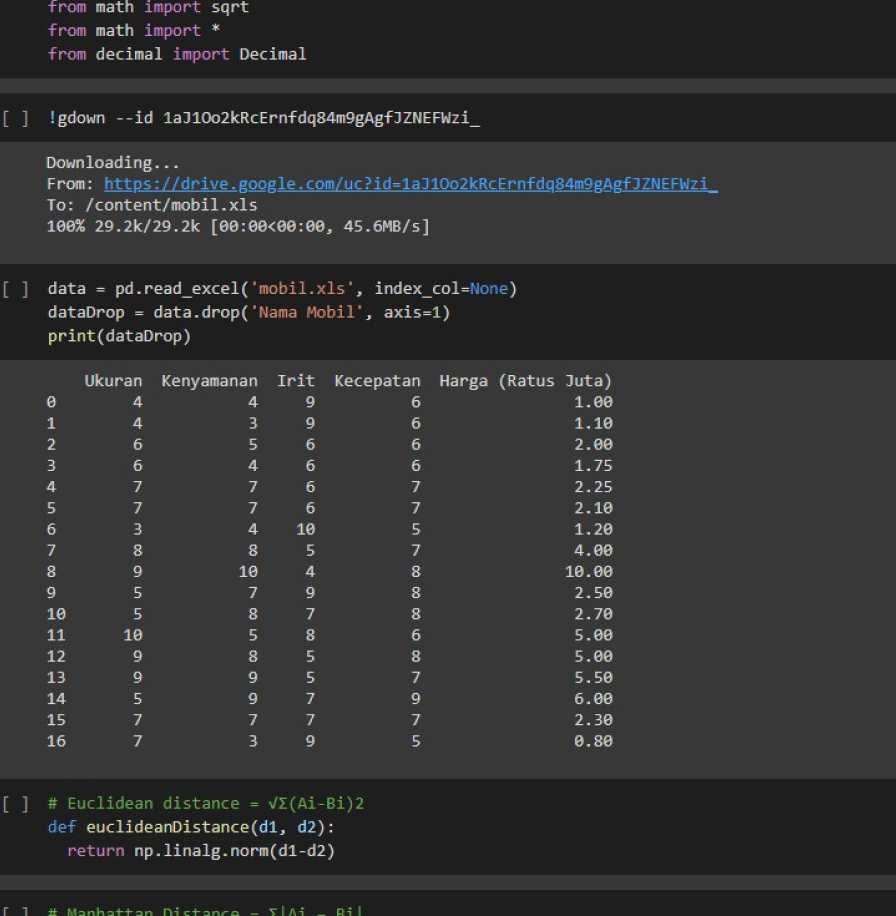 from math import sqrt
from math import *
from decimal import Decimal
[ ] !gdown --id 1aJ1Oo2kRcErnfdq84m9gAgfJZNEFWzi_
Downloading...
From: https://drive.google.com/uc?id=1aJ1Oo2kRcErnfdq84m9gAgfJZNEFWzi_
To: /content/mobil.xls
100% 29.2k/29.2k [00:00<00:00, 45.6MB/s]
[ ] data = pd.read_excel('mobil.xls', index_col=None)
dataDrop = data.drop('Nama Mobil', axis=1)
print(dataDrop)
Ukuran Kenyamanan Irit Kecepatan Harga (Ratus Juta)
0 4 4 9 6 1.00
1 4 3 9 6 1.10
2 6 5 6 6 2.00
3 6 4 6 6 1.75
4 7 7 6 7 2.25
5 7 7 6 7 2.10
6 3 4 10 5 1.20
7 8 8 5 7 4.00
8 9 10 4 8 10.00
9 5 7 9 8 2.50
10 5 8 7 8 2.70
11 10 5 8 6 5.00
12 9 8 5 8 5.00
13 9 9 5 7 5.50
14 5 9 7 9 6.00
15 7 7 7 7 2.30
16 7 3 9 5 0.80
[ ] # Euclidean distance = √Σ(Ai-Bi)2
def euclideanDistance(d1, d2):
return np.linalg.norm(d1-d2)
[ ] # Manhattan Distance = Σ|Ai - Bi|